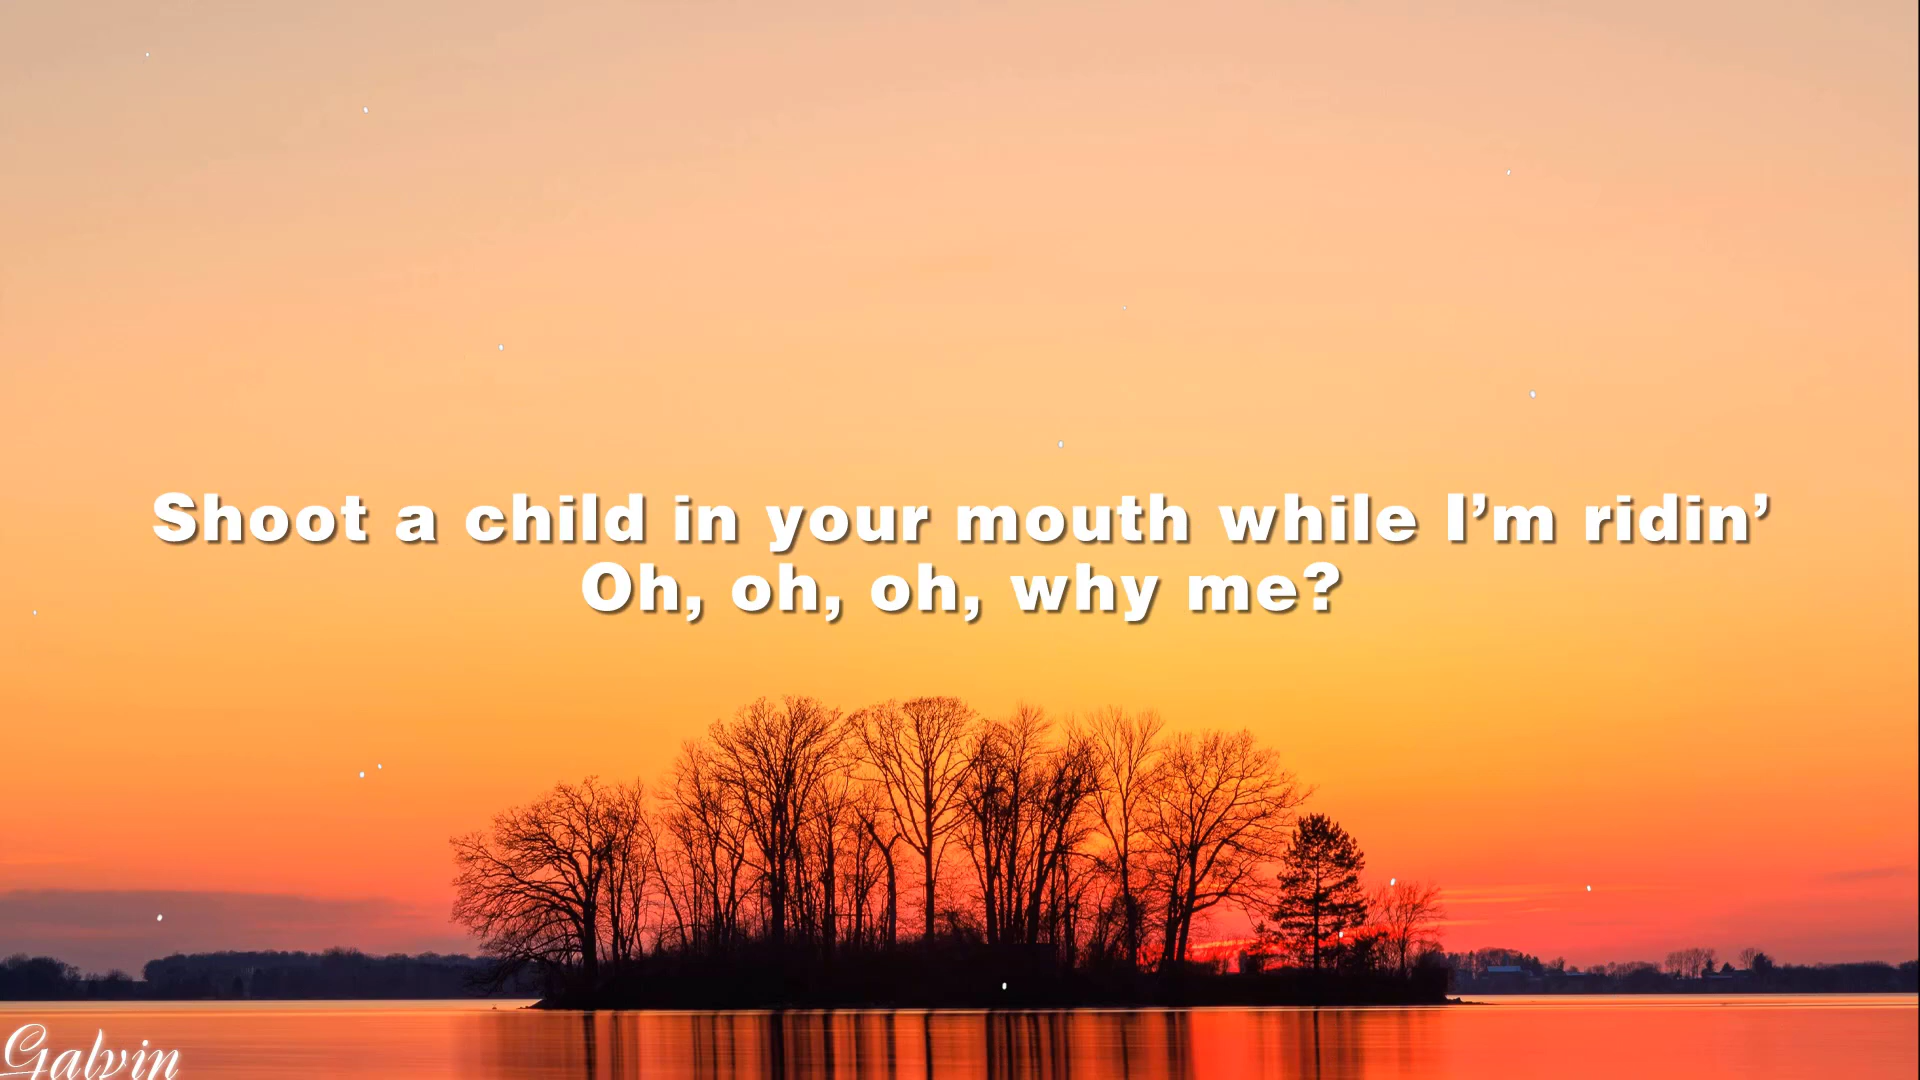 Shoot a child in your mouth while I’m ridin’
Oh, oh, oh, why me?
Galvin